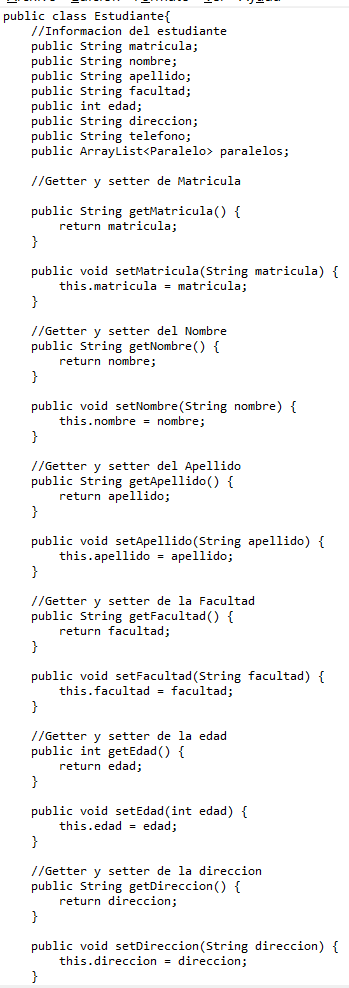 public class Estudiante{
    //Informacion del estudiante
    public String matricula;
    public String nombre;
    public String apellido;
    public String facultad;
    public int edad;
    public String direccion;
    public String telefono;
    public ArrayList<Paralelo> paralelos;

    //Getter y setter de Matricula

    public String getMatricula() {
        return matricula;
    }

    public void setMatricula(String matricula) {
        this.matricula = matricula;
    }

    //Getter y setter del Nombre
    public String getNombre() {
        return nombre;
    }

    public void setNombre(String nombre) {
        this.nombre = nombre;
    }

    //Getter y setter del Apellido
    public String getApellido() {
        return apellido;
    }

    public void setApellido(String apellido) {
        this.apellido = apellido;
    }

    //Getter y setter de la Facultad
    public String getFacultad() {
        return facultad;
    }

    public void setFacultad(String facultad) {
        this.facultad = facultad;
    }

    //Getter y setter de la edad
    public int getEdad() {
        return edad;
    }

    public void setEdad(int edad) {
        this.edad = edad;
    }

    //Getter y setter de la direccion
    public String getDireccion() {
        return direccion;
    }

    public void setDireccion(String direccion) {
        this.direccion = direccion;
    }